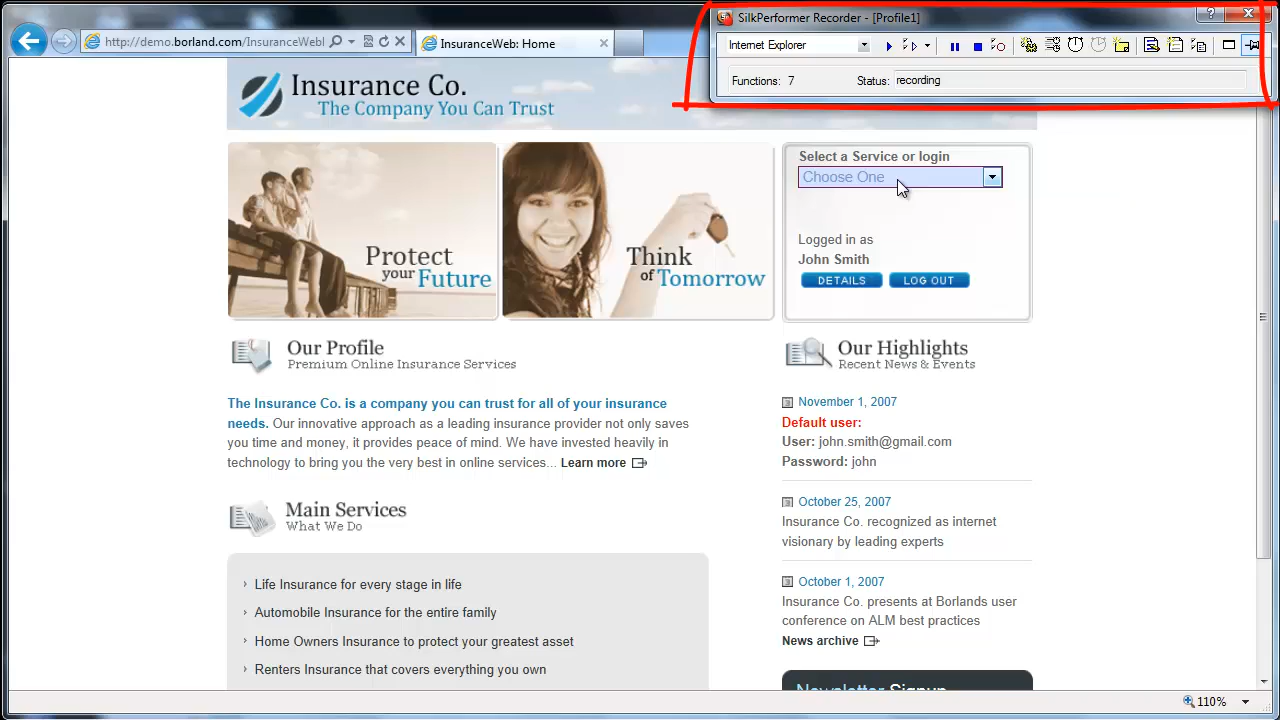 SilkPerformer Recorder - [Profile1]
Internet Explorer
Functions: 7 Status: recording
http://demo.borland.com/InsuranceWebI
InsuranceWeb: Home
Insurance Co.
The Company You Can Trust
Protect
your Future
Think
of Tomorrow
Select a Service or login
Choose One
Logged in as
John Smith
DETAILS LOG OUT
Our Profile
Premium Online Insurance Services
The Insurance Co. is a company you can trust for all of your insurance
needs. Our innovative approach as a leading insurance provider not only saves
you time and money, it provides peace of mind. We have invested heavily in
technology to bring you the very best in online services... Learn more
Main Services
What We Do
Life Insurance for every stage in life
Automobile Insurance for the entire family
Home Owners Insurance to protect your greatest asset
Renters Insurance that covers everything you own
Our Highlights
Recent News & Events
November 1, 2007
Default user:
User: john.smith@gmail.com
Password: john
October 25, 2007
Insurance Co. recognized as internet
visionary by leading experts
October 1, 2007
Insurance Co. presents at Borlands user
conference on ALM best practices
News archive
Newsletter Signup
110%